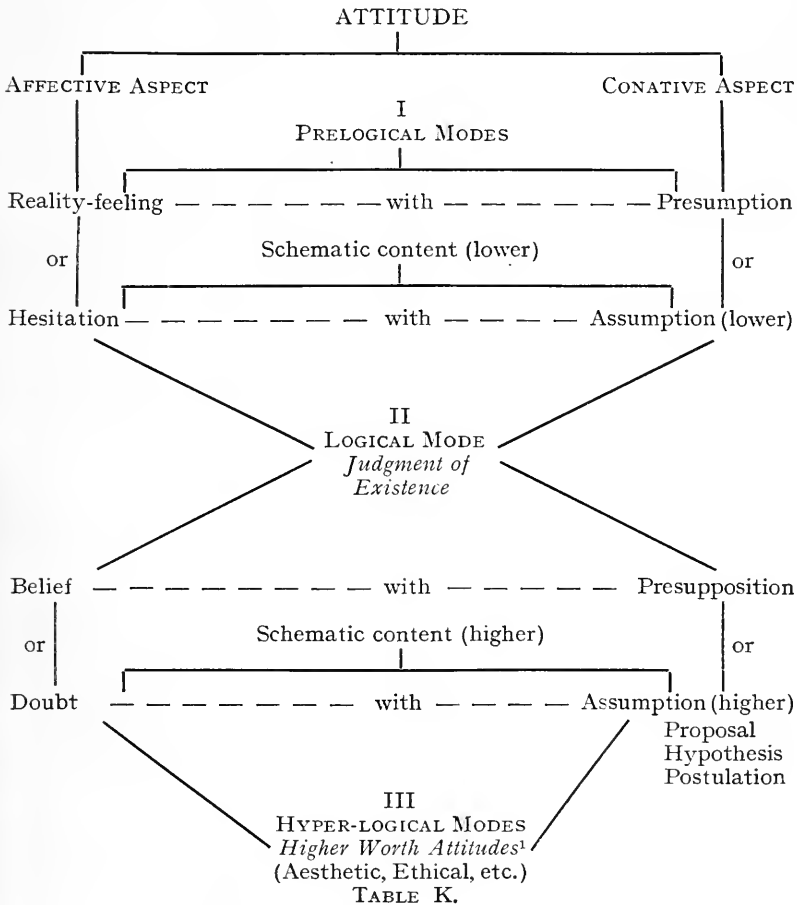 ATTITUDE
AFFECTIVE ASPECT CONATIVE ASPECT
I
PRELOGICAL MODES
Reality-feeling — — — — — —with — — — — — Presumption
or Schematic content (lower) or
Hesitation— — — — — — with — — — — Assumption (lower)
II
LOGICAL MODE
Judgment of
Existence
Belief — — — — — — — with — — — — — — Presupposition
or Schematic content (higher) or
Doubt — — — — — — — with — — — — Assumption (higher)
Proposal
Hypothesis
Postulation
III
HYPER-LOGICAL MODES
Higher Worth Attitudes¹
(Aesthetic, Ethical, etc.)
TABLE K.